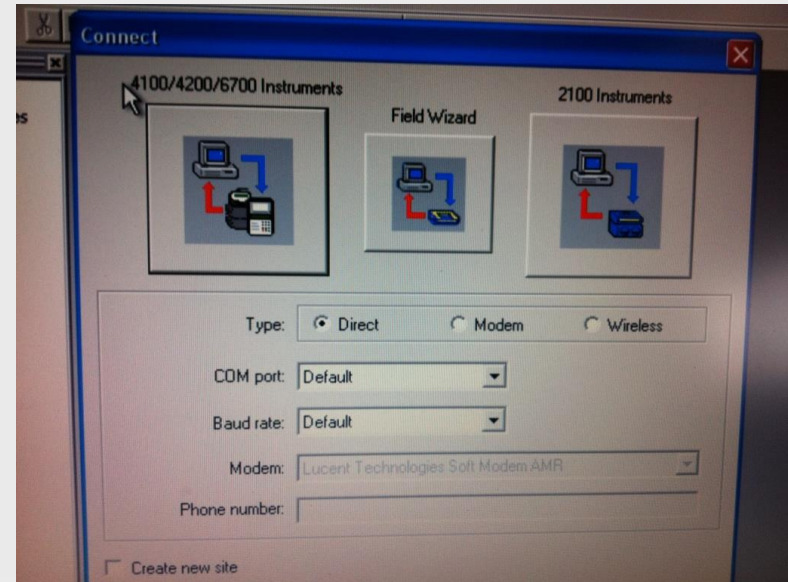 Connect
4100/4200/6700 Instruments
Field Wizard
2100 Instruments
Type:
Direct
Modem
Wireless
COM port:
Default
Baud rate:
Default
Modem:
Lucent Technologies Soft Modem AMR
Phone number:
Create new site